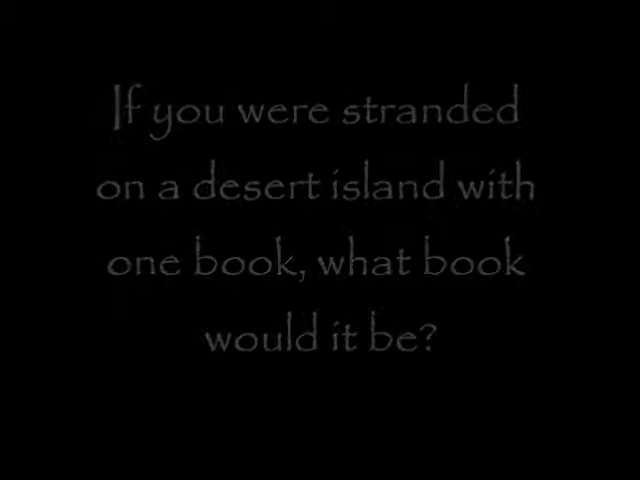 If you were stranded
on a desert island with
one book, what book
would it be?